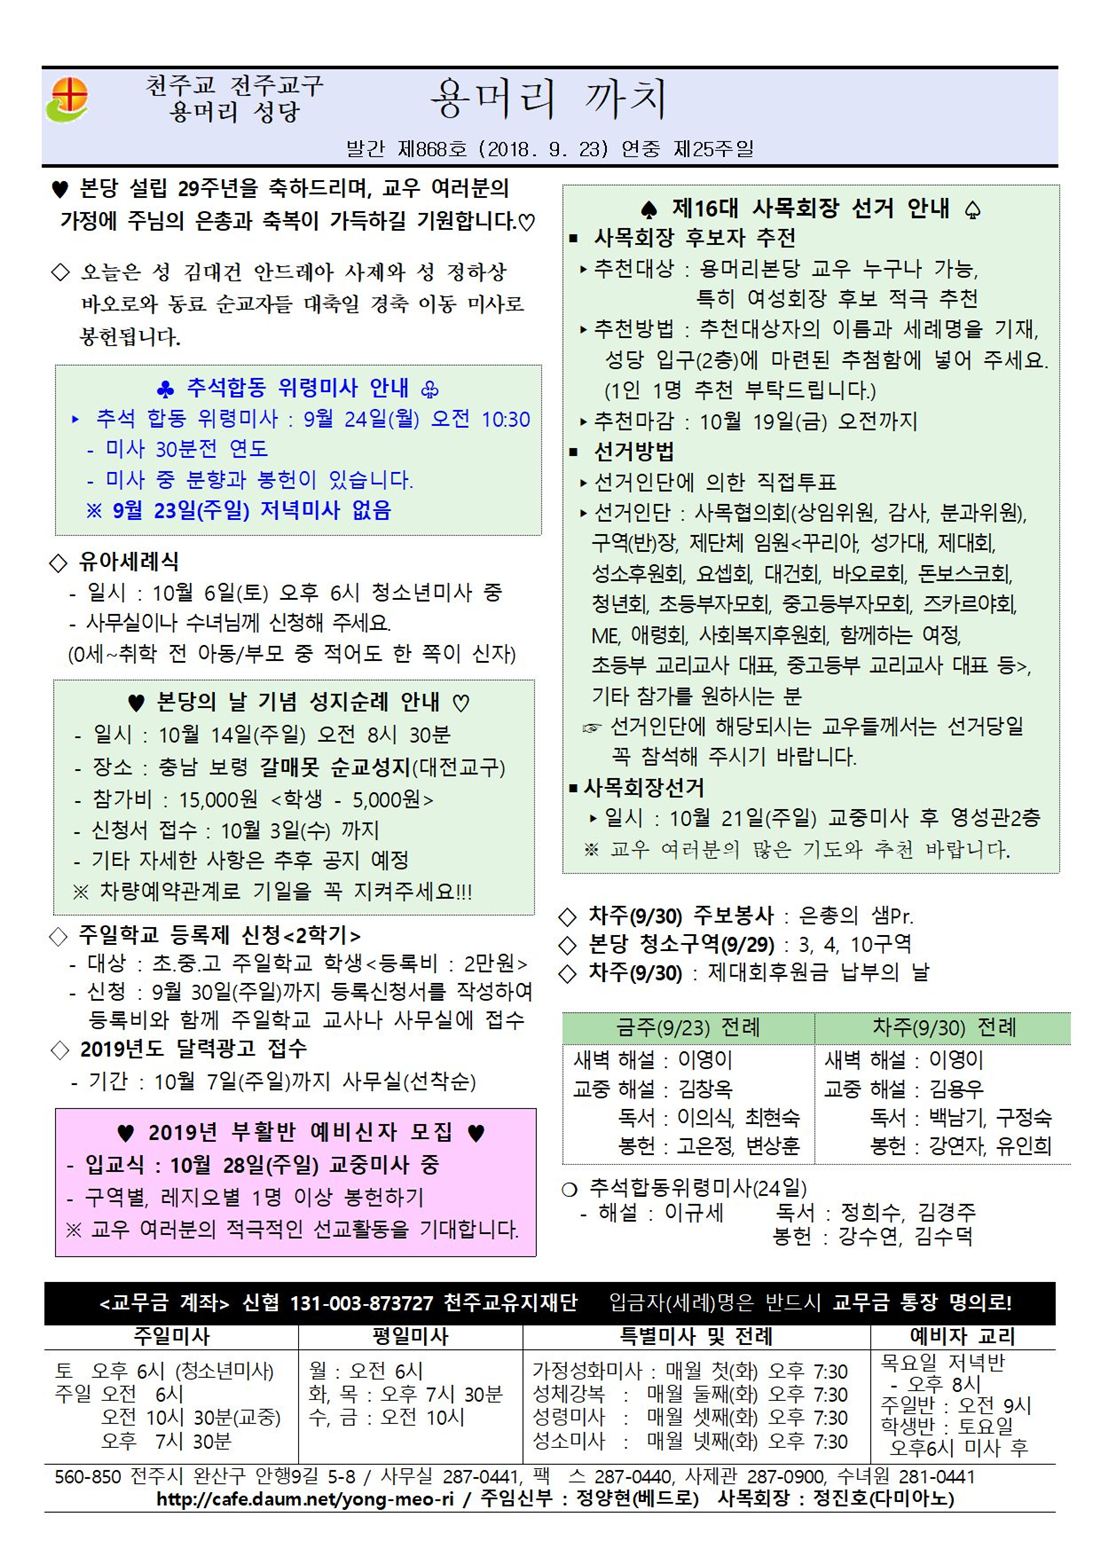 천주교 전주교구
용머리 성당
용머리 까치
발간 제868호 (2018. 9. 23) 연중 제25주일
♥ 본당 설립 29주년을 축하드리며, 교우 여러분의
가정에 주님의 은총과 축복이 가득하길 기원합니다.♡
◇ 오늘은 성 김대건 안드레아 사제와 성 정하상
바오로와 동료 순교자들 대축일 경축 이동 미사로
봉헌됩니다.
♣ 추석합동 위령미사 안내 ♧
▸ 추석 합동 위령미사 : 9월 24일(월) 오전 10:30
- 미사 30분전 연도
- 미사 중 분향과 봉헌이 있습니다.
※ 9월 23일(주일) 저녁미사 없음
◇ 유아세례식
- 일시 : 10월 6일(토) 오후 6시 청소년미사 중
- 사무실이나 수녀님께 신청해 주세요.
(0세~취학 전 아동/부모 중 적어도 한 쪽이 신자)
♥ 본당의 날 기념 성지순례 안내 ♡
- 일시 : 10월 14일(주일) 오전 8시 30분
- 장소 : 충남 보령 갈매못 순교성지(대전교구)
- 참가비 : 15,000원 <학생 - 5,000원>
- 신청서 접수 : 10월 3일(수) 까지
- 기타 자세한 사항은 추후 공지 예정
※ 차량예약관계로 기일을 꼭 지켜주세요!!!
◇ 주일학교 등록제 신청<2학기>
- 대상 : 초.중.고 주일학교 학생<등록비 : 2만원>
- 신청 : 9월 30일(주일)까지 등록신청서를 작성하여
등록비와 함께 주일학교 교사나 사무실에 접수
◇ 2019년도 달력광고 접수
- 기간 : 10월 7일(주일)까지 사무실(선착순)
♥ 2019년 부활반 예비신자 모집 ♥
- 입교식 : 10월 28일(주일) 교중미사 중
- 구역별, 레지오별 1명 이상 봉헌하기
※ 교우 여러분의 적극적인 선교활동을 기대합니다.
♠ 제16대 사목회장 선거 안내 ♤
■ 사목회장 후보자 추전
▸추천대상 : 용머리본당 교우 누구나 가능,
특히 여성회장 후보 적극 추천
▸추천방법 : 추천대상자의 이름과 세례명을 기재,
성당 입구(2층)에 마련된 추첨함에 넣어 주세요.
(1인 1명 추천 부탁드립니다.)
▸추천마감 : 10월 19일(금) 오전까지
■ 선거방법
▸선거인단에 의한 직접투표
▸선거인단 : 사목협의회(상임위원, 감사, 분과위원),
구역(반)장, 제단체 임원<꾸리아, 성가대, 제대회,
성소후원회, 요셉회, 대건회, 바오로회, 돈보스코회,
청년회, 초등부자모회, 중고등부자모회, 즈카르야회,
ME, 애령회, 사회복지후원회, 함께하는 여정,
초등부 교리교사 대표, 중고등부 교리교사 대표 등>,
기타 참가를 원하시는 분
☞ 선거인단에 해당되시는 교우들께서는 선거당일
꼭 참석해 주시기 바랍니다.
■사목회장선거
▸일시 : 10월 21일(주일) 교중미사 후 영성관2층
※ 교우 여러분의 많은 기도와 추천 바랍니다.
◇ 차주(9/30) 주보봉사 : 은총의 샘Pr.
◇ 본당 청소구역(9/29) : 3, 4, 10구역
◇ 차주(9/30) : 제대회후원금 납부의 날
금주(9/23) 전례 차주(9/30) 전례
새벽 해설 : 이영이 새벽 해설 : 이영이
교중 해설 : 김창옥 교중 해설 : 김용우
독서 : 이의식, 최현숙 독서 : 백남기, 구정숙
봉헌 : 고은정, 변상훈 봉헌 : 강연자, 유인희
❍ 추석합동위령미사(24일)
- 해설 : 이규세 독서 : 정희수, 김경주
봉헌 : 강수연, 김수덕
<교무금 계좌> 신협 131-003-873727 천주교유지재단 입금자(세례)명은 반드시 교무금 통장 명의로!
주일미사 평일미사 특별미사 및 전례 예비자 교리
토 오후 6시 (청소년미사)
주일 오전 6시
오전 10시 30분(교중)
오후 7시 30분
월 : 오전 6시
화, 목 : 오후 7시 30분
수, 금 : 오전 10시
가정성화미사 : 매월 첫(화) 오후 7:30
성체강복 : 매월 둘째(화) 오후 7:30
성령미사 : 매월 셋째(화) 오후 7:30
성소미사 : 매월 넷째(화) 오후 7:30
목요일 저녁반
- 오후 8시
주일반 : 오전 9시
학생반 : 토요일
오후6시 미사 후
560-850 전주시 완산구 안행9길 5-8 / 사무실 287-0441, 팩 스 287-0440, 사제관 287-0900, 수녀원 281-0441
http://cafe.daum.net/yong-meo-ri / 주임신부 : 정양현(베드로) 사목회장 : 정진호(다미아노)